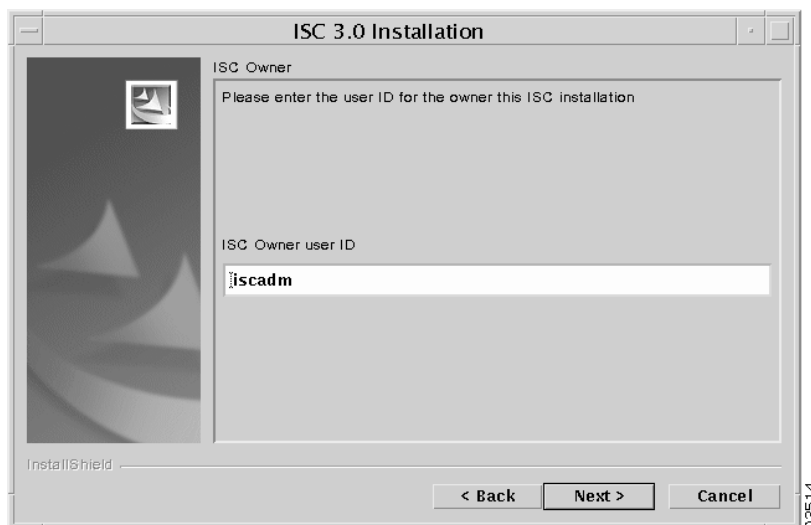 ISC 3.0 Installation
ISC Owner
Please enter the user ID for the owner this ISC installation
ISC Owner user ID
iscadm
InstallShield
< Back
Next >
Cancel